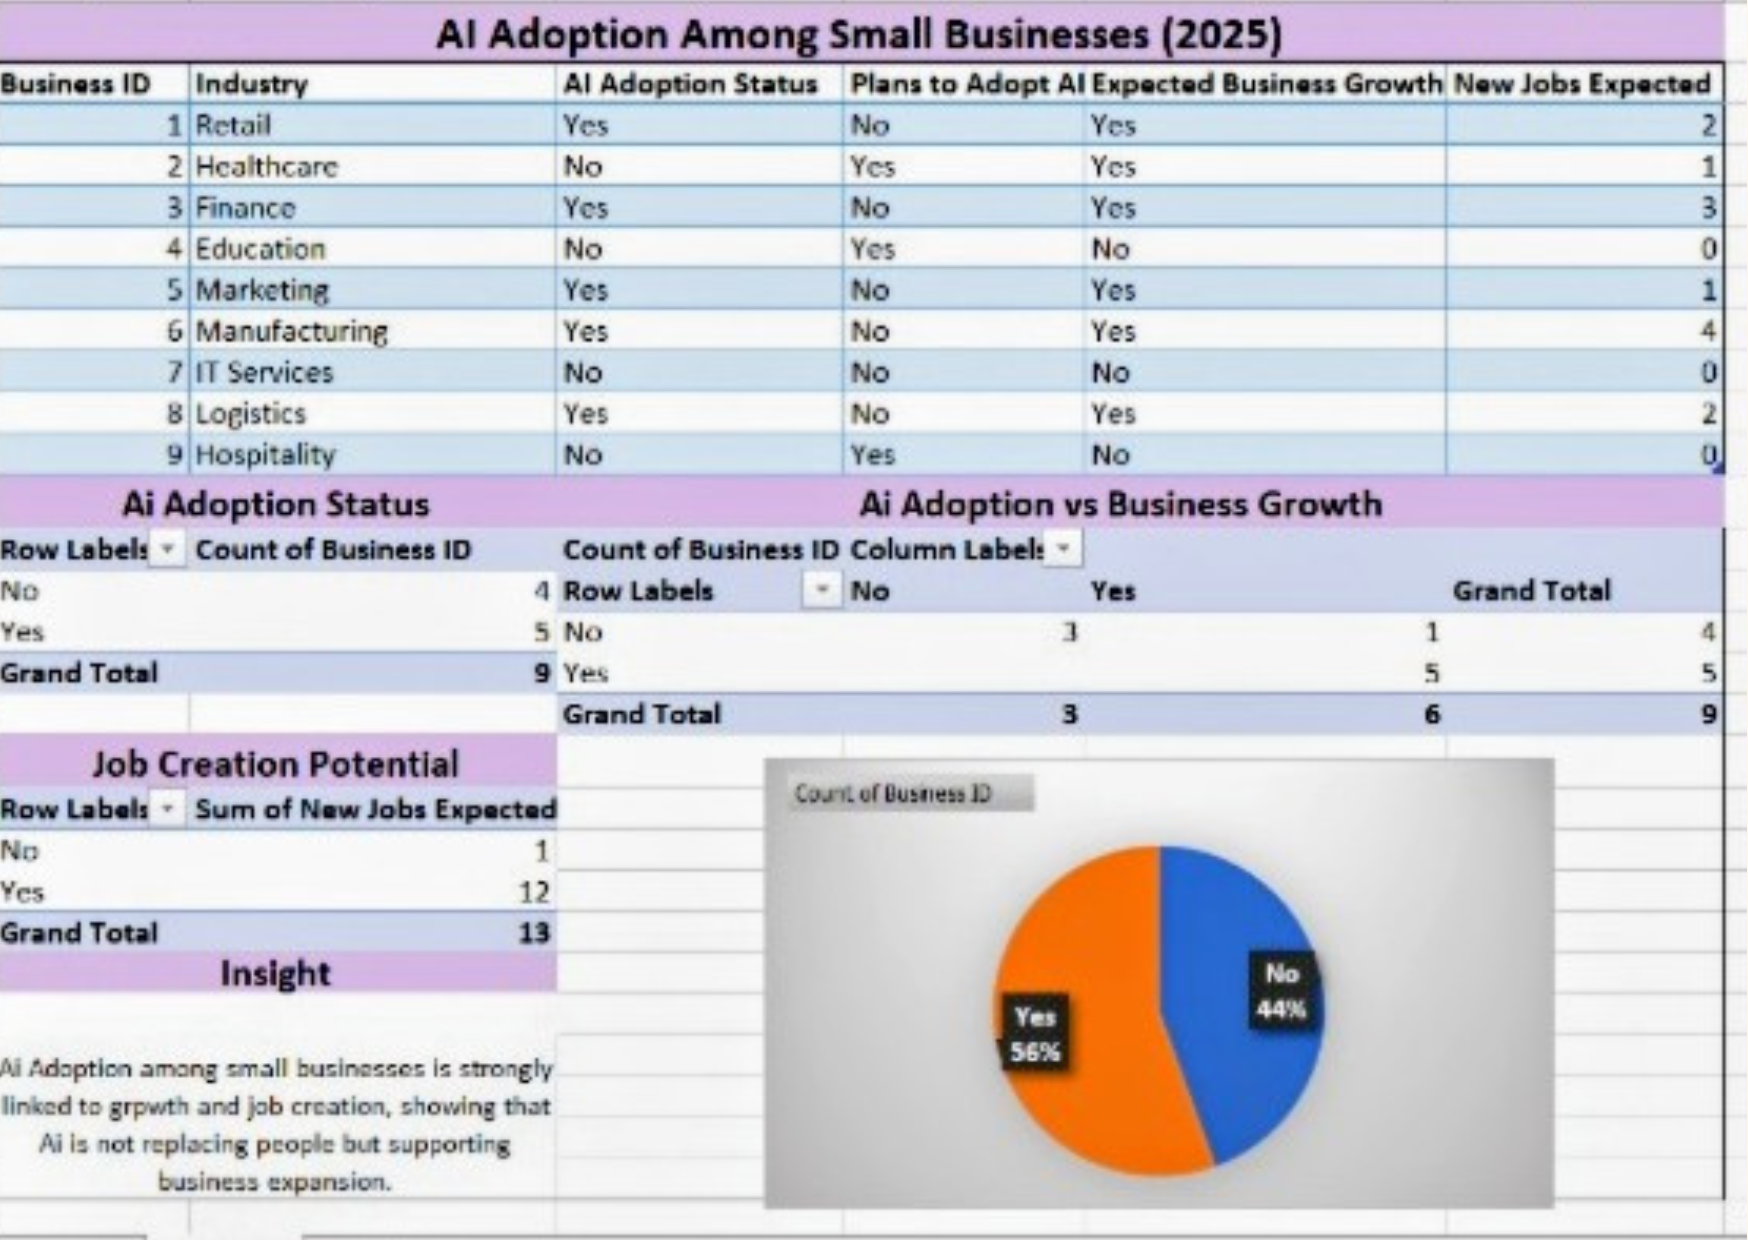 AI Adoption Among Small Businesses (2025)
Business ID Industry AI Adoption Status Plans to Adopt AI Expected Business Growth New Jobs Expected
1 Retail Yes No Yes 2
2 Healthcare No Yes Yes 1
3 Finance Yes No Yes 3
4 Education No Yes No 0
5 Marketing Yes No Yes 1
6 Manufacturing Yes No Yes 4
7 IT Services No No No 0
8 Logistics Yes No Yes 2
9 Hospitality No Yes No 0
Ai Adoption Status Ai Adoption vs Business Growth
Row Labels Count of Business ID Count of Business ID Column Labels
No 4 Row Labels No Yes Grand Total
Yes 5 No 3 1 4
Grand Total 9 Yes 5 5
Grand Total 3 6 9
Job Creation Potential
Row Labels Sum of New Jobs Expected
No 1
Yes 12
Grand Total 13
Insight
Ai Adoption among small businesses is strongly
linked to grpwth and job creation, showing that
Ai is not replacing people but supporting
business expansion.
Count of Business ID
No
44%
Yes
56%